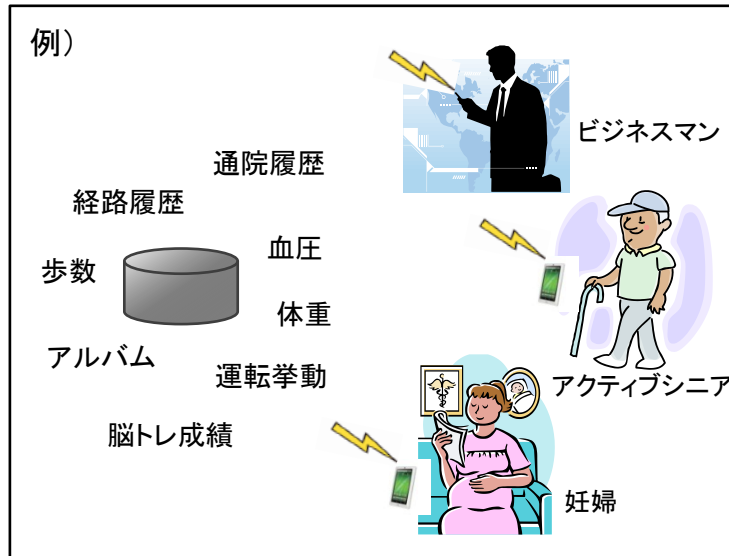 例)
通院履歴
経路履歴
血圧
歩数
体重
アルバム
運転挙動
脳トレ成績
ビジネスマン
アクティブシニア
妊婦